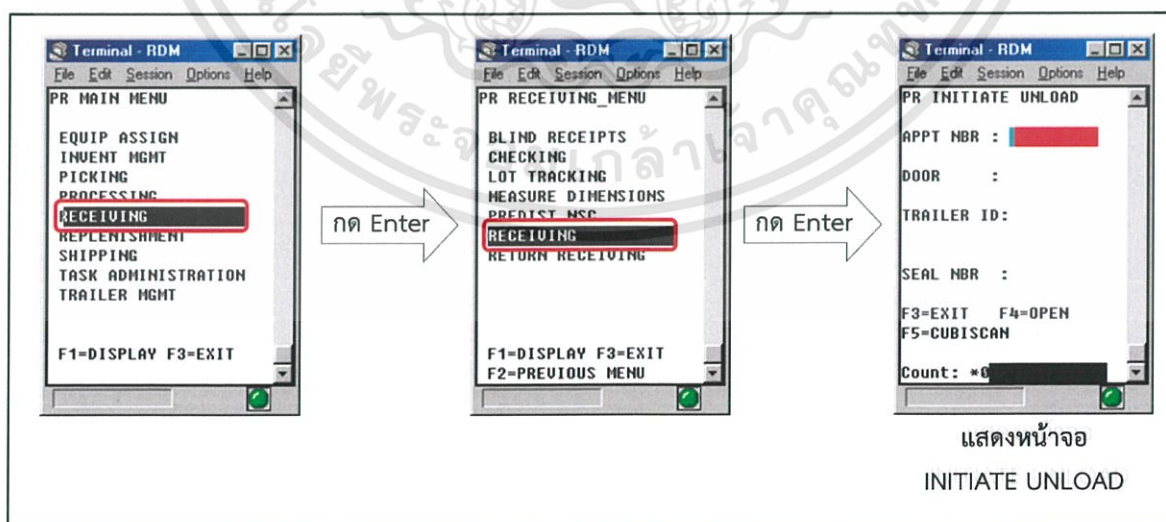 Terminal - RDM
File Edit Session Options Help
PR MAIN MENU
EQUIP ASSIGN
INVENT MGMT
PICKING
PROCESSING
RECEIVING
REPLENISHMENT
SHIPPING
TASK ADMINISTRATION
TRAILER MGMT
F1=DISPLAY F3=EXIT
กด Enter
Terminal - RDM
File Edit Session Options Help
PR RECEIVING_MENU
BLIND RECEIPTS
CHECKING
LOT TRACKING
MEASURE DIMENSIONS
PREDIST NSC
RECEIVING
RETURN RECEIVING
F1=DISPLAY F3=EXIT
F2=PREVIOUS MENU
กด Enter
Terminal - RDM
File Edit Session Options Help
PR INITIATE UNLOAD
APPT NBR :
DOOR :
TRAILER ID:
SEAL NBR :
F3=EXIT F4=OPEN
F5=CUBISCAN
Count: *0
แสดงหน้าจอ
INITIATE UNLOAD